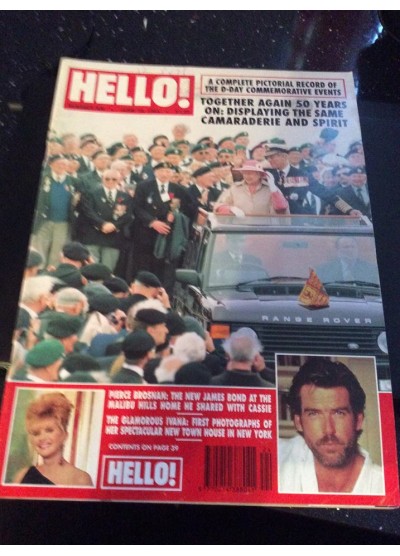 HELLO!
A COMPLETE PICTORIAL RECORD OF
THE D-DAY COMMEMORATIVE EVENTS
TOGETHER AGAIN 50 YEARS
ON: DISPLAYING THE SAME
CAMARADERIE AND SPIRIT
RANGE ROVER
PIERCE BROSNAN: THE NEW JAMES BOND AT THE
MALIBU HILLS HOME HE SHARED WITH CASSIE
THE GLAMOROUS IVANA: FIRST PHOTOGRAPHS OF
HER SPECTACULAR NEW TOWN HOUSE IN NEW YORK
CONTENTS ON PAGE 29
HELLO!